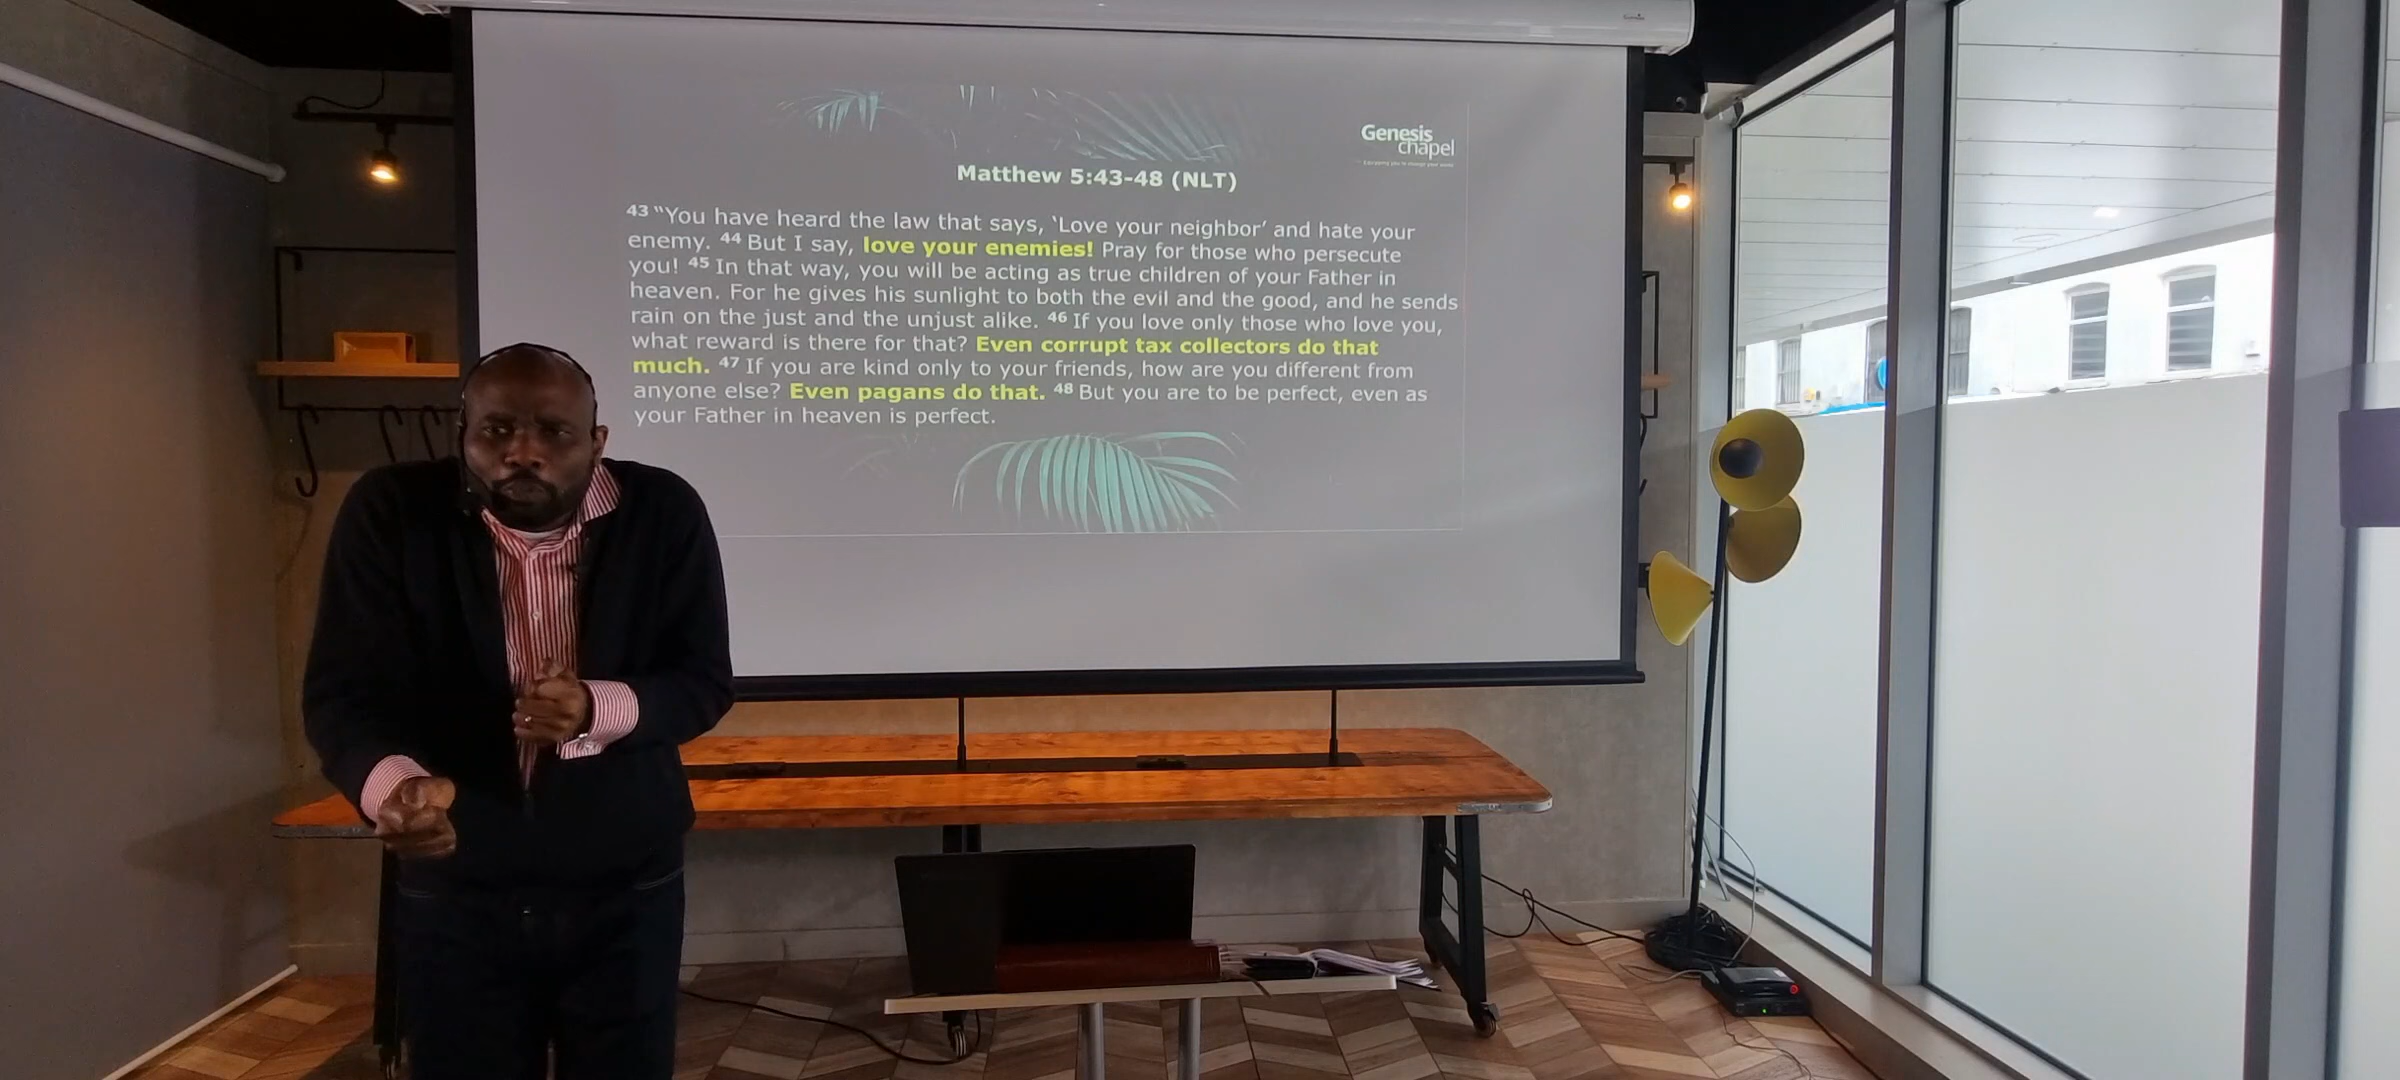 Genesis
chapel
Matthew 5:43-48 (NLT)
43 “You have heard the law that says, ‘Love your neighbor’ and hate your
enemy. 44 But I say, love your enemies! Pray for those who persecute
you! 45 In that way, you will be acting as true children of your Father in
heaven. For he gives his sunlight to both the evil and the good, and he sends
rain on the just and the unjust alike. 46 If you love only those who love you,
what reward is there for that? Even corrupt tax collectors do that
much. 47 If you are kind only to your friends, how are you different from
anyone else? Even pagans do that. 48 But you are to be perfect, even as
your Father in heaven is perfect.